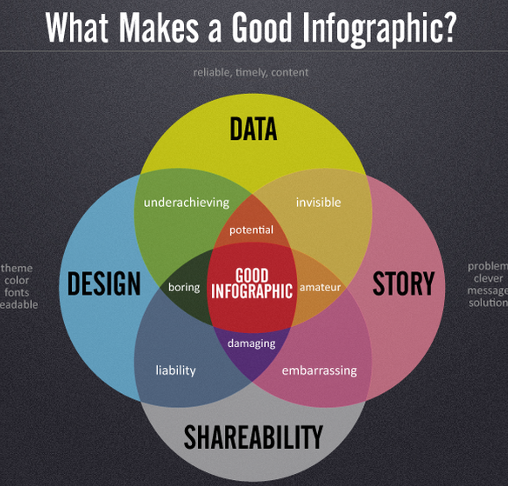 What Makes a Good Infographic?
reliable, timely, content
DATA
underachieving
invisible
potential
theme
color
fonts
eadable
DESIGN
boring
GOOD
INFOGRAPHIC
amateur
STORY
problem
clever
message
solution
damaging
liability
embarrassing
SHAREABILITY